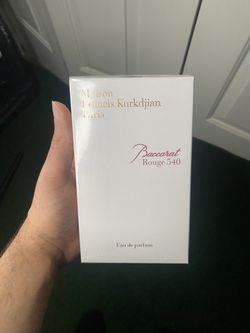 Maison
Francis Kurkdjian
Paris
Baccarat
Rouge 540
Eau de parfum